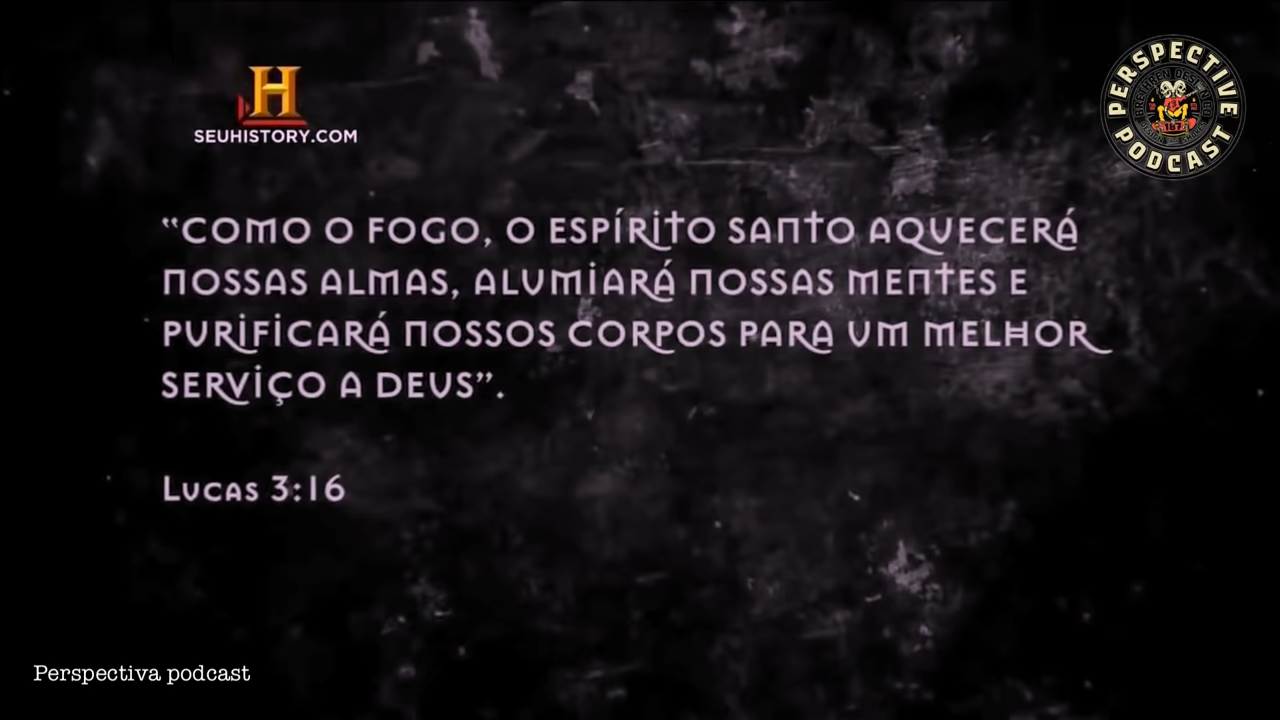 H
SEUHISTORY.COM
PERSPECTIVE
PODCAST
“COMO O FOGO, O ESPÍRITO SANTO AQUECERÁ
NOSSAS ALMAS, ALUMIARÁ NOSSAS MENTES E
PURIFICARÁ NOSSOS CORPOS PARA UM MELHOR
SERVIÇO A DEUS”.
Lucas 3:16
Perspectiva podcast